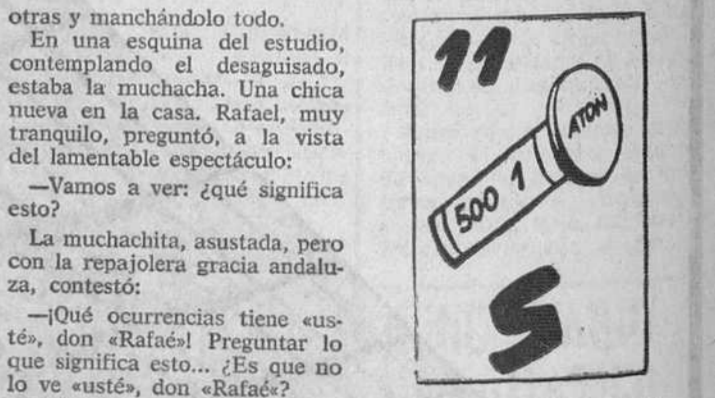 otras y manchándolo todo.
En una esquina del estudio,
contemplando el desaguisado,
estaba la muchacha. Una chica
nueva en la casa. Rafael, muy
tranquilo, preguntó, a la vista
del lamentable espectáculo:
—Vamos a ver: ¿qué significa
esto?
La muchachita, asustada, pero
con la repajolera gracia andalu-
za, contestó:
—¡Qué ocurrencias tiene «us-
té», don «Rafaé»! Preguntar lo
que significa esto... ¿Es que no
lo ve «usté», don «Rafaé«?
11
ATON
500 1
S